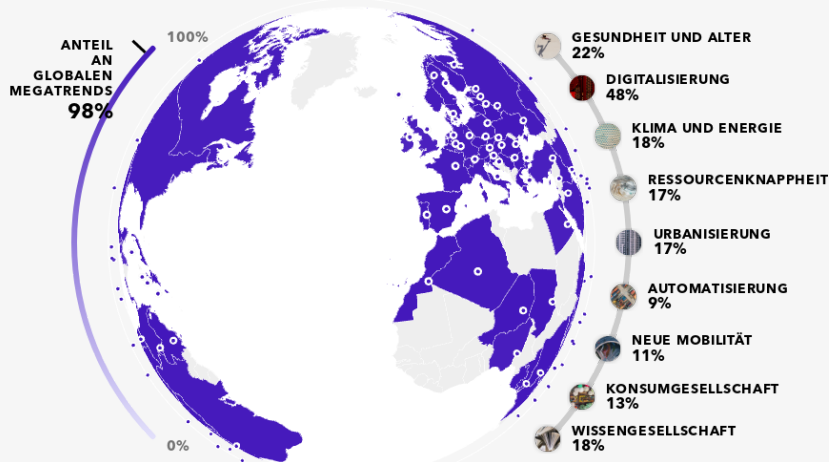 100%
ANTEIL
AN
GLOBALEN
MEGATRENDS
98%
0%
GESUNDHEIT UND ALTER
22%
DIGITALISIERUNG
48%
KLIMA UND ENERGIE
18%
RESSOURCENKNAPPHEIT
17%
URBANISIERUNG
17%
AUTOMATISIERUNG
9%
NEUE MOBILITÄT
11%
KONSUMGESELLSCHAFT
13%
WISSENGESELLSCHAFT
18%